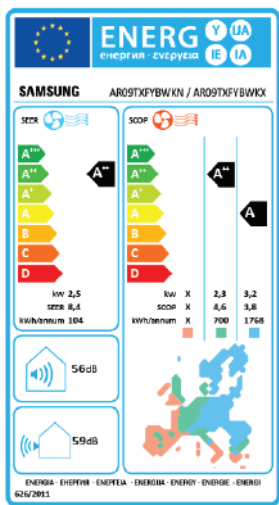 ENERG Y IJA
енергия · ενεργεια IE IA
SAMSUNG AR09TXFYBWKN / AR09TXFYBWKX
SEER
SCOP
A+++
A++
A+
A
B
C
D
A++
kW 2,5
SEER 8,4
kWh/annum 104
A+++
A++
A+
A
B
C
D
A++
A
kW X 2,3 3,2
SCOP X 4,6 3,8
kWh/annum X 700 1768
56dB
59dB
ENERGIA · ЕНЕРГИЯ · ΕΝΕΡΓΕΙΑ · ENERGIJA · ENERGY · ENERGIE · ENERGI
626/2011